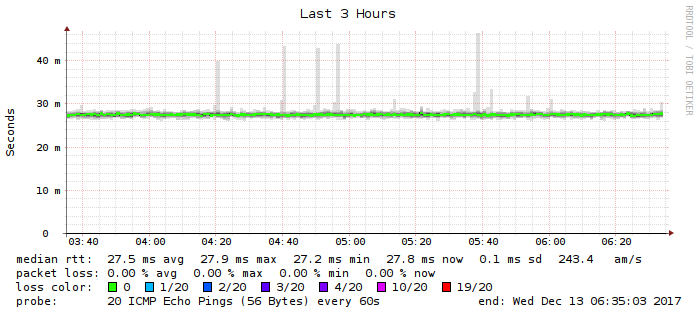 Last 3 Hours
RRDTOOL / TOBI OETIKER
Seconds
40 m
30 m
20 m
10 m
0
03:40 04:00 04:20 04:40 05:00 05:20 05:40 06:00 06:20
median rtt: 27.5 ms avg 27.9 ms max 27.2 ms min 27.8 ms now 0.1 ms sd 243.4 am/s
packet loss: 0.00 % avg 0.00 % max 0.00 % min 0.00 % now
loss color: 0 1/20 2/20 3/20 4/20 10/20 19/20
probe: 20 ICMP Echo Pings (56 Bytes) every 60s end: Wed Dec 13 06:35:03 2017